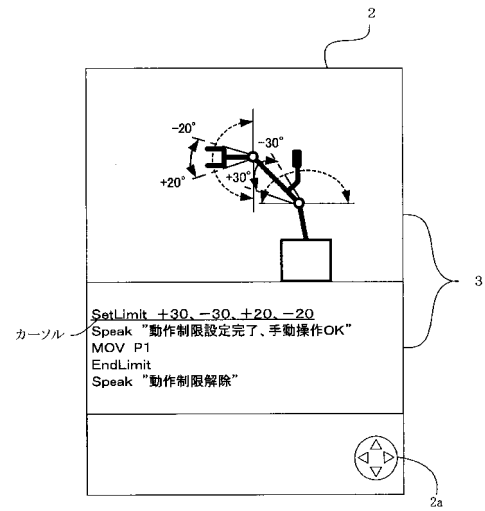 2
-20°
-30°
+20°
+30°
3
SetLimit +30、-30、+20、-20
カーソル
Speak ”動作制限設定完了、手動操作OK”
MOV P1
EndLimit
Speak ”動作制限解除”
2a